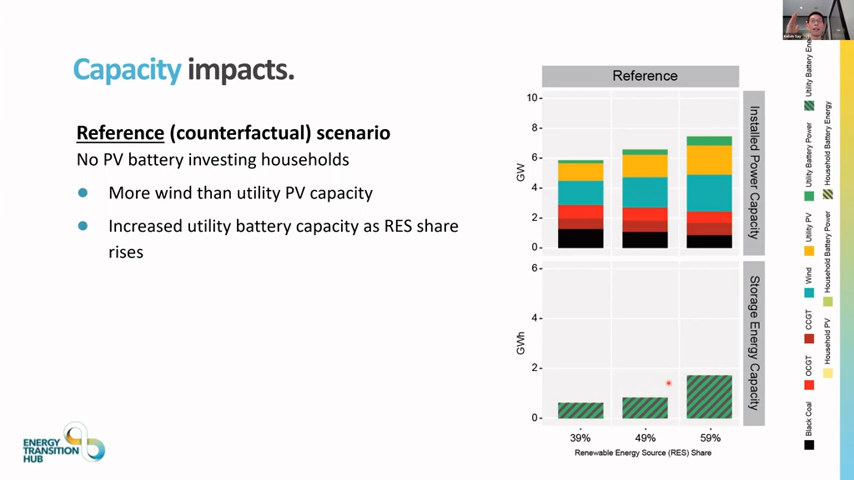 Capacity impacts.
Reference (counterfactual) scenario
No PV battery investing households
More wind than utility PV capacity
Increased utility battery capacity as RES share
rises
Reference
10
8
6
4
2
0
GW
Installed Power Capacity
6
4
2
0
GWh
Storage Energy Capacity
39% 49% 59%
Renewable Energy Source (RES) Share
Black Coal
OCGT
CCGT
Wind
Utility PV
Utility Battery Power
Utility Battery Ene
Household PV
Household Battery Power
Household Battery Energy
ENERGY
TRANSITION
HUB